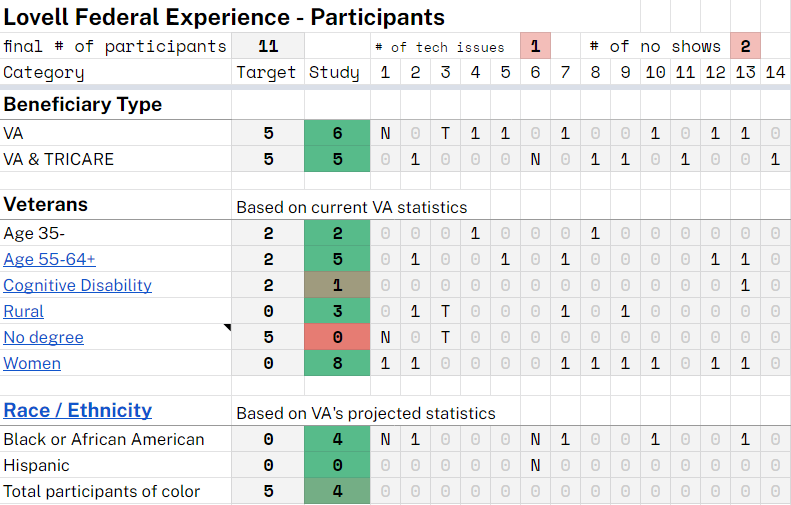 Lovell Federal Experience - Participants
final # of participants 11 # of tech issues 1 # of no shows 2
Category Target Study 1 2 3 4 5 6 7 8 9 10 11 12 13 14
Beneficiary Type
VA 5 6 N 0 T 1 1 0 1 0 0 1 0 1 1 0
VA & TRICARE 5 5 0 1 0 0 0 N 0 1 1 0 1 0 0 1
Veterans Based on current VA statistics
Age 35- 2 2 0 0 0 1 0 0 0 1 0 0 0 0 0 0
Age 55-64+ 2 5 0 1 0 0 1 0 1 0 0 0 0 1 1 0
Cognitive Disability 2 1 0 0 0 0 0 0 0 0 0 0 0 0 1 0
Rural 0 3 0 1 T 0 0 0 1 0 1 0 0 0 0 0
No degree 5 0 N 0 T 0 0 0 0 0 0 0 0 0 0 0
Women 0 8 1 1 0 0 0 0 1 1 1 1 0 1 1 0
Race / Ethnicity Based on VA's projected statistics
Black or African American 0 4 N 1 0 0 0 N 1 0 0 1 0 0 1 0
Hispanic 0 0 0 0 0 0 0 N 0 0 0 0 0 0 0 0
Total participants of color 5 4 0 0 0 0 0 0 0 0 0 0 0 0 0 0